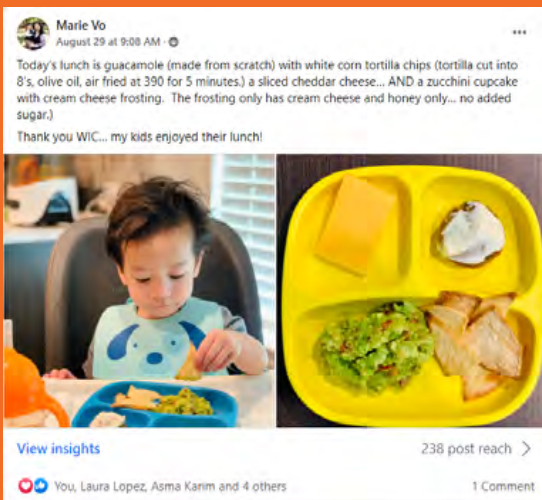 Marie Vo
August 29 at 9:08 AM ·
Today's lunch is guacamole (made from scratch) with white corn tortilla chips (tortilla cut into
8's, olive oil, air fried at 390 for 5 minutes.) a sliced cheddar cheese... AND a zucchini cupcake
with cream cheese frosting. The frosting only has cream cheese and honey only... no added
sugar.)
Thank you WIC... my kids enjoyed their lunch!
View insights
238 post reach >
You, Laura Lopez, Asma Karim and 4 others
1 Comment